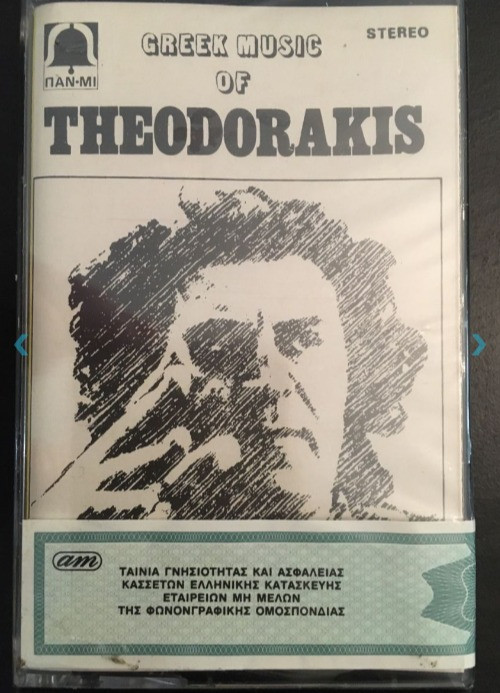 GREEK MUSIC
STEREO
OF
ΠΑΝ-ΜΙ
THEODORAKIS
am
ΤΑΙΝΙΑ ΓΝΗΣΙΟΤΗΤΑΣ ΚΑΙ ΑΣΦΑΛΕΙΑΣ
ΚΑΣΣΕΤΩΝ ΕΛΛΗΝΙΚΗΣ ΚΑΤΑΣΚΕΥΗΣ
ΕΤΑΙΡΕΙΩΝ ΜΗ ΜΕΛΩΝ
ΤΗΣ ΦΩΝΟΝΓΡΑΦΙΚΗΣ ΟΜΟΣΠΟΝΔΙΑΣ